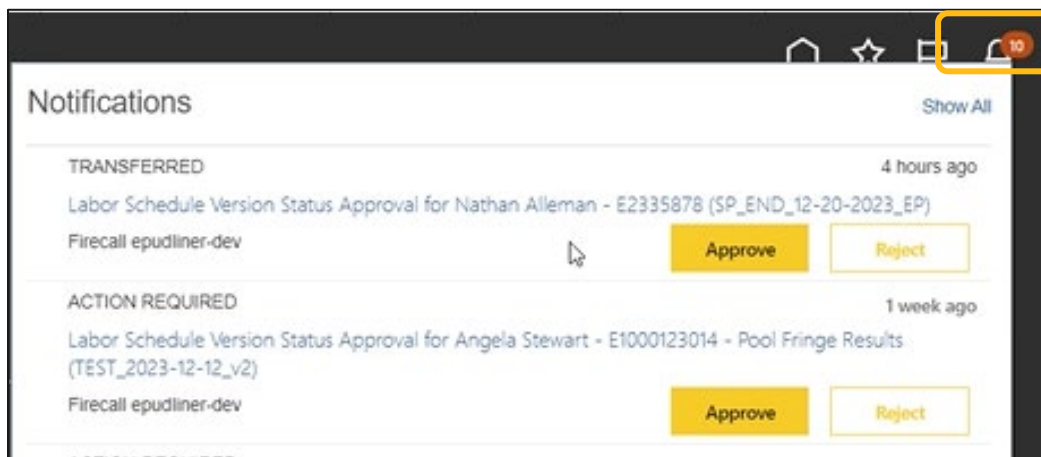 10
Notifications
Show All
TRANSFERRED
4 hours ago
Labor Schedule Version Status Approval for Nathan Alleman - E2335878 (SP_END_12-20-2023_EP)
Firecall epudliner-dev
Approve
Reject
ACTION REQUIRED
1 week ago
Labor Schedule Version Status Approval for Angela Stewart - E1000123014 - Pool Fringe Results
(TEST_2023-12-12_v2)
Firecall epudliner-dev
Approve
Reject